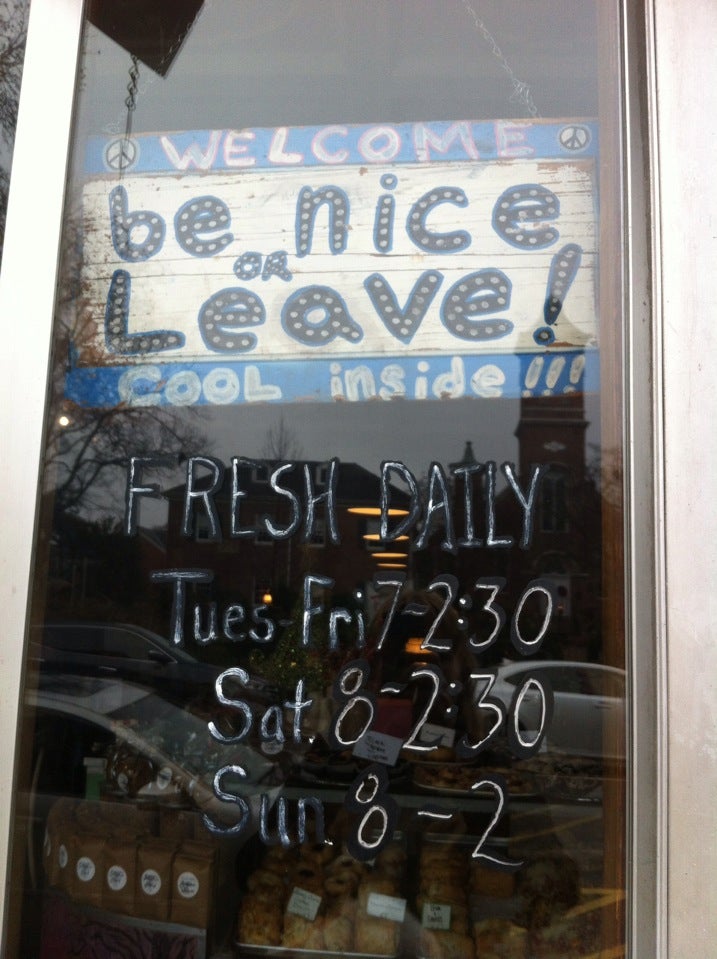 WELCOME
be nice
OR
Leave!
COOL inside!!!
FRESH DAILY
Tues-Fri 7-2:30
Sat. 8-2:30
Sun. 8-2